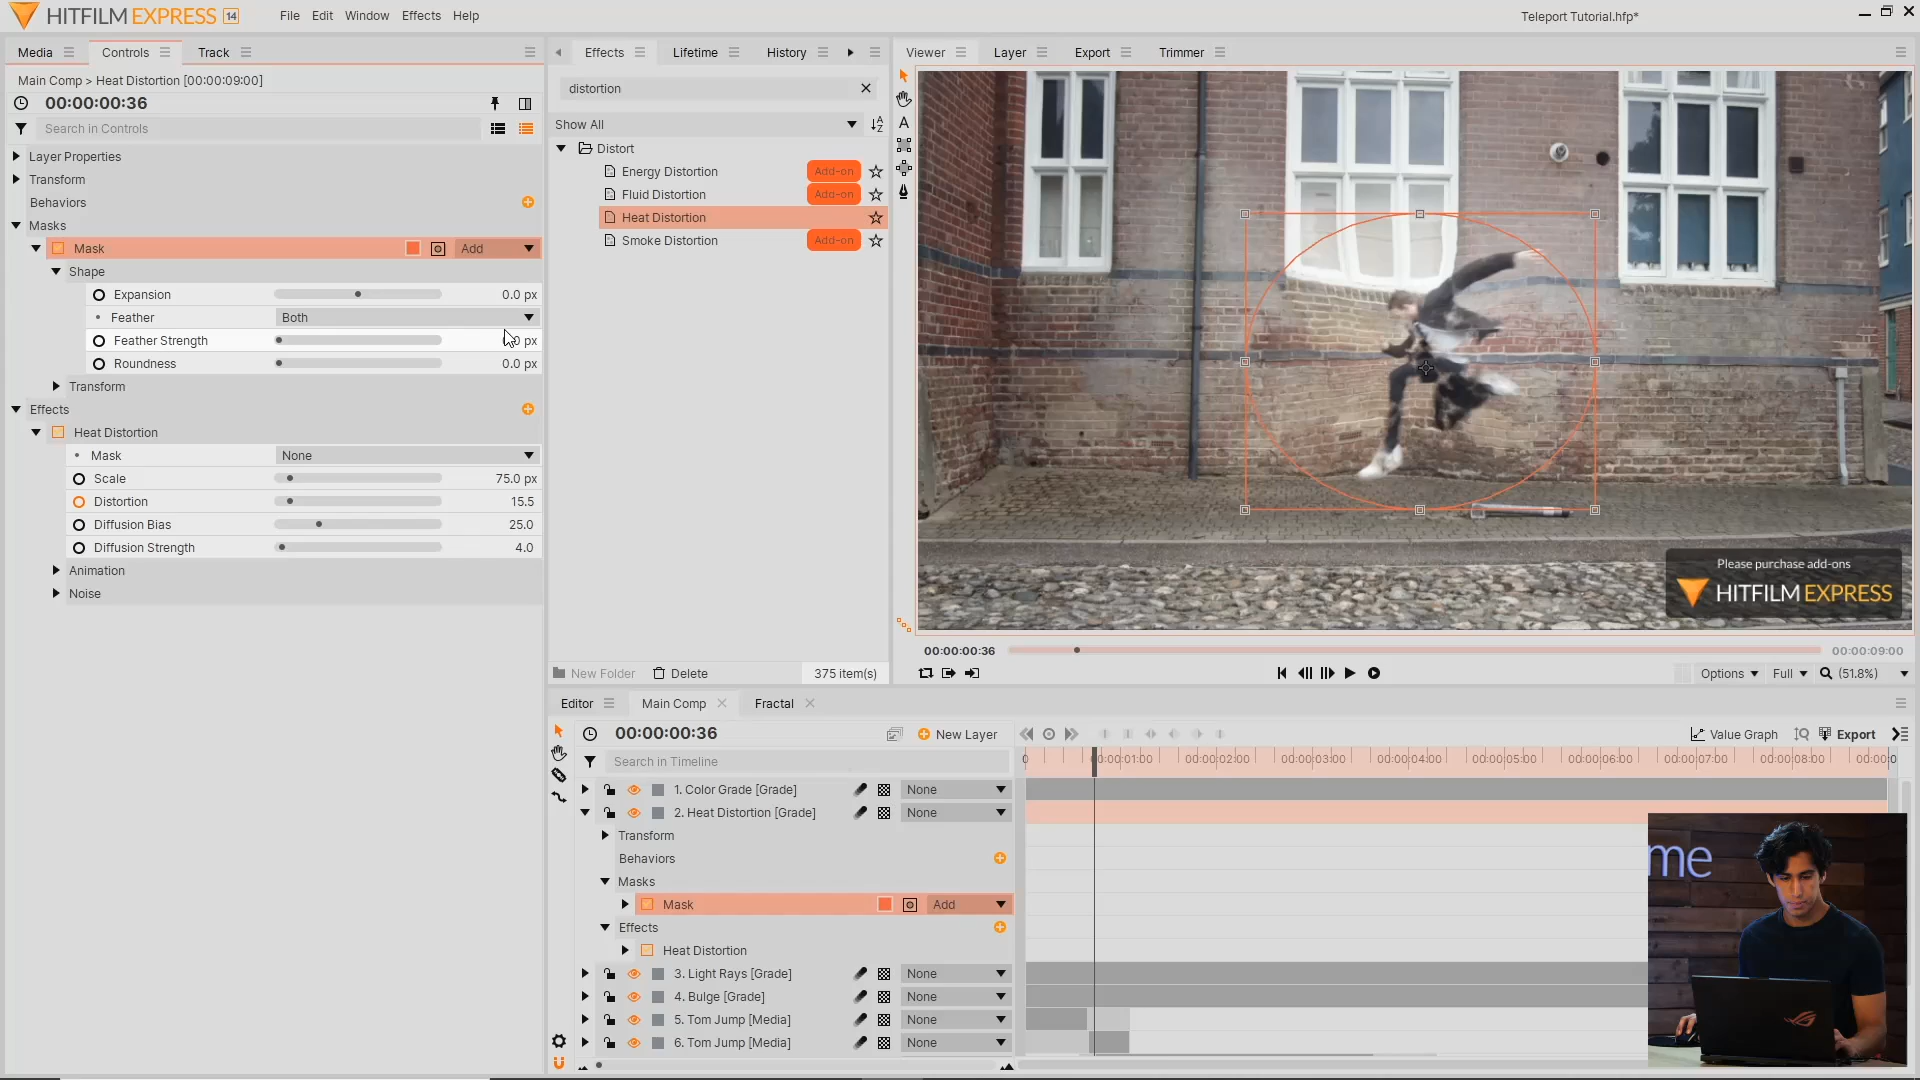 HITFILM EXPRESS 14
File Edit Window Effects Help
Teleport Tutorial.hfp*
Media Controls Track
Main Comp > Heat Distortion [00:00:09:00]
00:00:00:36
Search in Controls
Layer Properties
Transform
Behaviors
Masks
Mask Add
Shape
Expansion 0.0 px
Feather Both
Feather Strength px
Roundness 0.0 px
Transform
Effects
Heat Distortion
Mask None
Scale 75.0 px
Distortion 15.5
Diffusion Bias 25.0
Diffusion Strength 4.0
Animation
Noise
Effects Lifetime History
distortion
Show All
Distort
Energy Distortion Add-on
Fluid Distortion Add-on
Heat Distortion
Smoke Distortion Add-on
New Folder Delete 375 item(s)
Viewer Layer Export Trimmer
Please purchase add-ons
HITFILM EXPRESS
00:00:00:36 00:00:09:00
Options Full (51.8%)
Editor Main Comp Fractal
00:00:00:36 New Layer Value Graph Export
Search in Timeline
0 00:00:01:00 00:00:02:00 00:00:03:00 00:00:04:00 00:00:05:00 00:00:06:00 00:00:07:00 00:00:08:00 00:00:0
1. Color Grade [Grade] None
2. Heat Distortion [Grade] None
Transform
Behaviors
Masks
Mask Add
Effects
Heat Distortion
3. Light Rays [Grade] None
4. Bulge [Grade] None
5. Tom Jump [Media] None
6. Tom Jump [Media] None
me